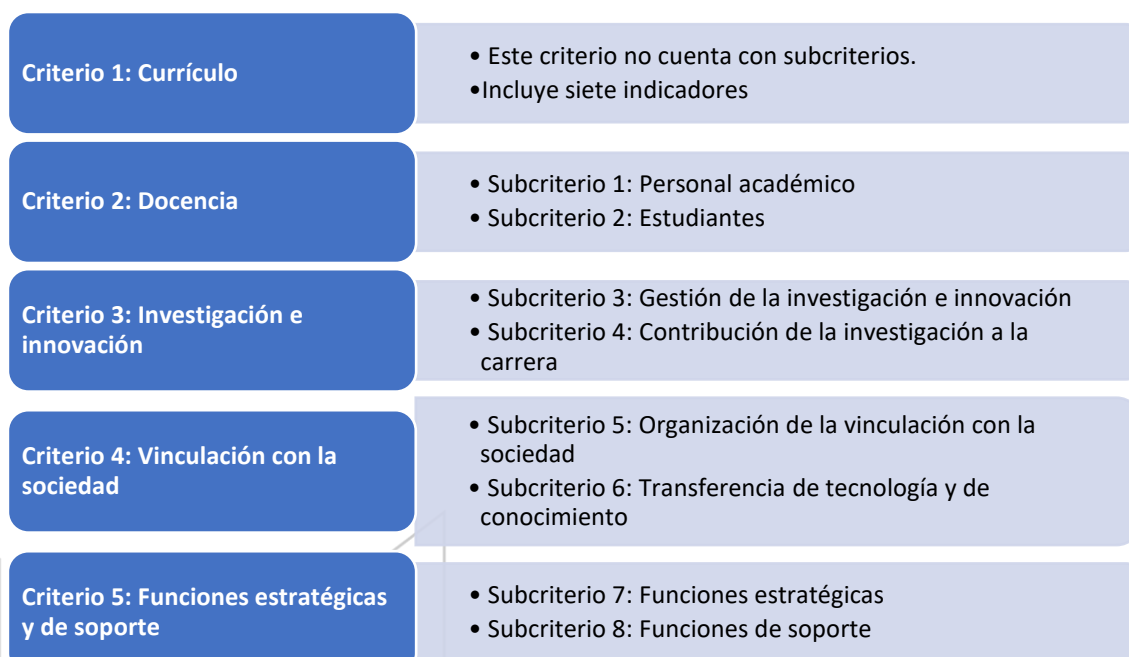 Criterio 1: Currículo
• Este criterio no cuenta con subcriterios.
•Incluye siete indicadores
Criterio 2: Docencia
• Subcriterio 1: Personal académico
• Subcriterio 2: Estudiantes
Criterio 3: Investigación e
innovación
• Subcriterio 3: Gestión de la investigación e innovación
• Subcriterio 4: Contribución de la investigación a la
carrera
Criterio 4: Vinculación con la
sociedad
• Subcriterio 5: Organización de la vinculación con la
sociedad
• Subcriterio 6: Transferencia de tecnología y de
conocimiento
Criterio 5: Funciones estratégicas
y de soporte
• Subcriterio 7: Funciones estratégicas
• Subcriterio 8: Funciones de soporte